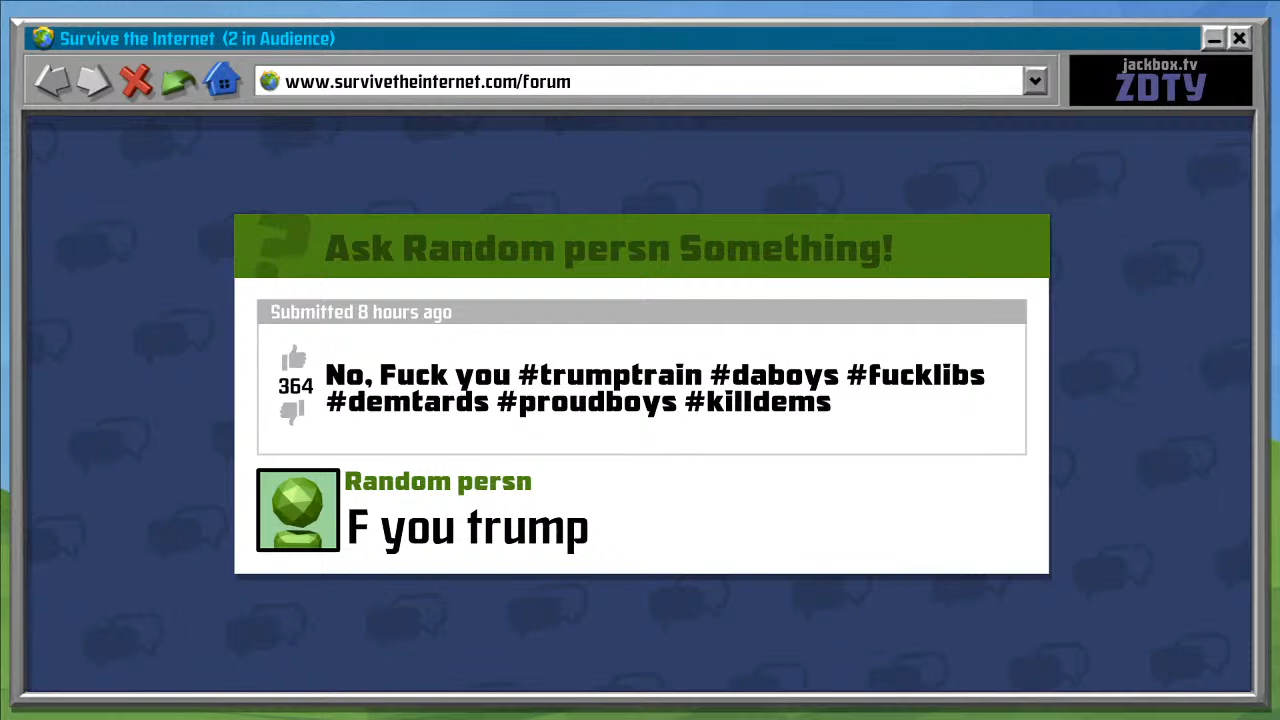 Survive the Internet (2 in Audience)
www.survivetheinternet.com/forum
jackbox.tv
ZDTY
Ask Random persn Something!
Submitted 8 hours ago
364
No, Fuck you #trumptrain #daboys #fucklibs
#demtards #proudboys #killdems
Random persn
F you trump